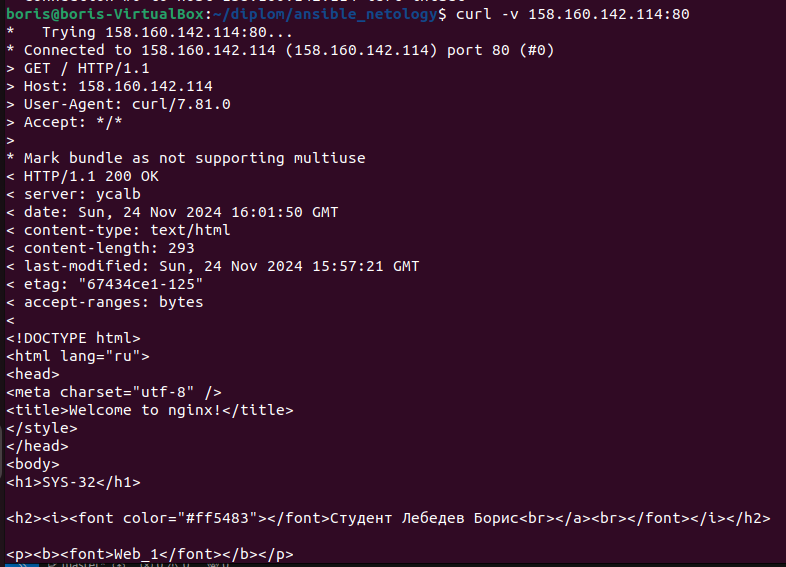 boris@boris-VirtualBox:~/diplom/ansible_netology$ curl -v 158.160.142.114:80
*   Trying 158.160.142.114:80...
* Connected to 158.160.142.114 (158.160.142.114) port 80 (#0)
> GET / HTTP/1.1
> Host: 158.160.142.114
> User-Agent: curl/7.81.0
> Accept: */*
>
* Mark bundle as not supporting multiuse
< HTTP/1.1 200 OK
< server: ycalb
< date: Sun, 24 Nov 2024 16:01:50 GMT
< content-type: text/html
< content-length: 293
< last-modified: Sun, 24 Nov 2024 15:57:21 GMT
< etag: "67434ce1-125"
< accept-ranges: bytes
<
<!DOCTYPE html>
<html lang="ru">
<head>
<meta charset="utf-8" />
<title>Welcome to nginx!</title>
</style>
</head>
<body>
<h1>SYS-32</h1>
<h2><i><font color="#ff5483"></font>Студент Лебедев Борис<br></a><br></font></i></h2>
<p><b><font>Web_1</font></b></p>